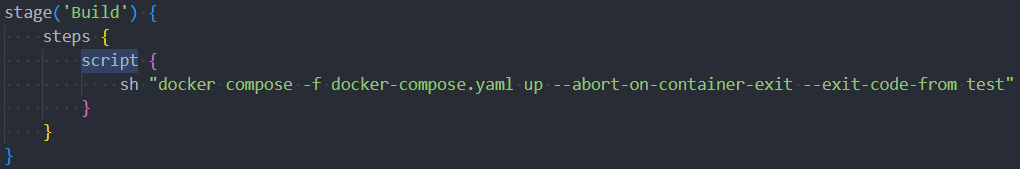 stage('Build') {
    steps {
        script {
            sh "docker compose -f docker-compose.yaml up --abort-on-container-exit --exit-code-from test"
        }
    }
}